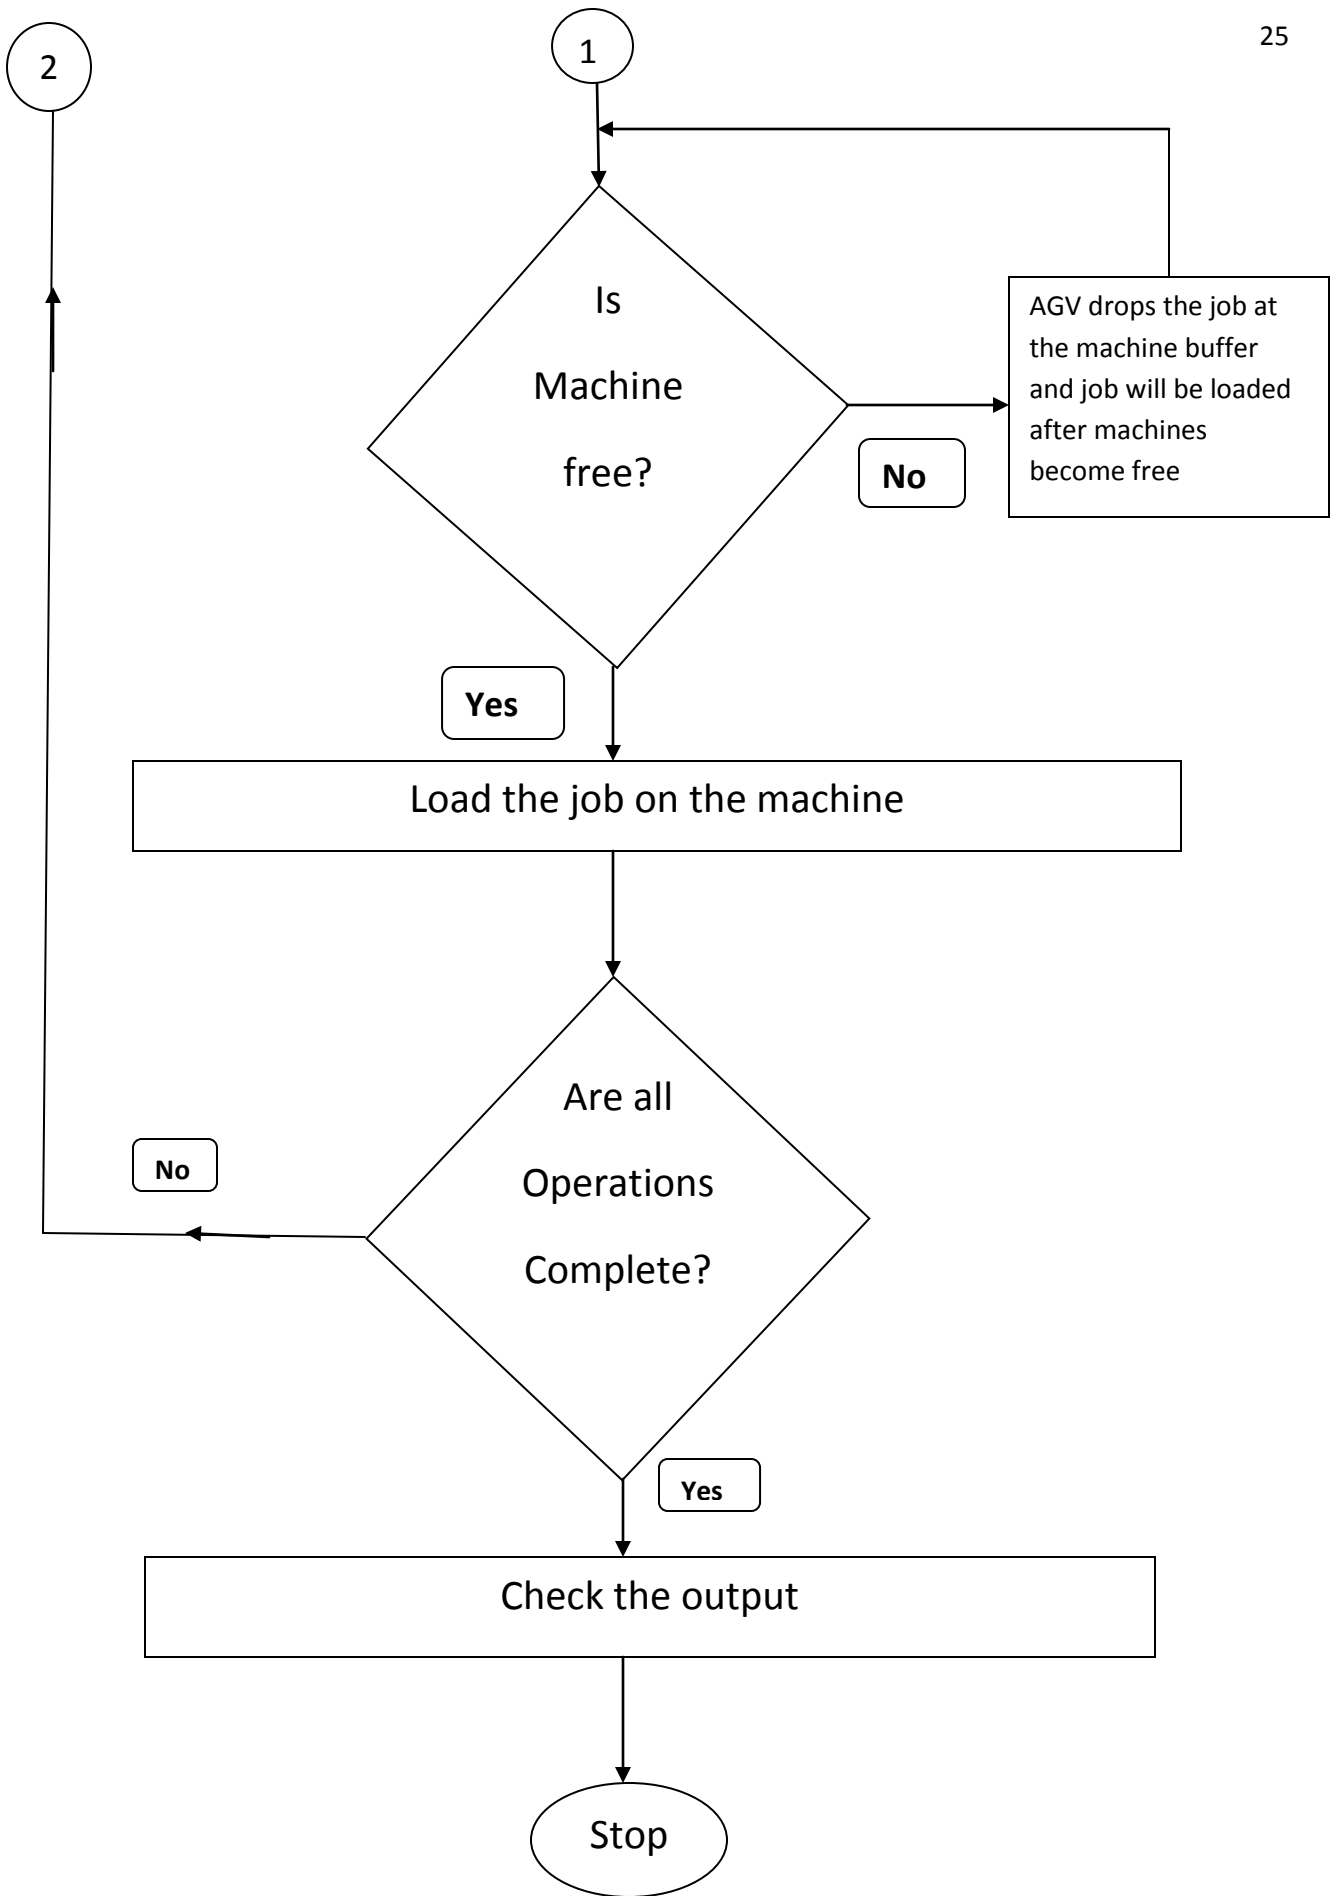 25
2
1
Is
Machine
free?
AGV drops the job at
the machine buffer
and job will be loaded
after machines
become free
No
Yes
Load the job on the machine
Are all
Operations
Complete?
No
Yes
Check the output
Stop